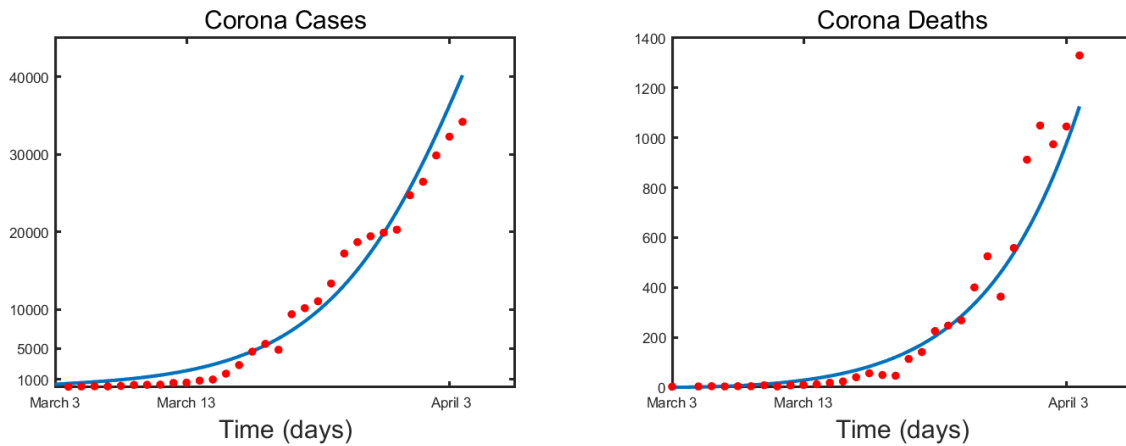 Corona Cases
40000
30000
20000
10000
5000
1000
March 3
March 13
April 3
Time (days)
Corona Deaths
1400
1200
1000
800
600
400
200
0
March 3
March 13
April 3
Time (days)